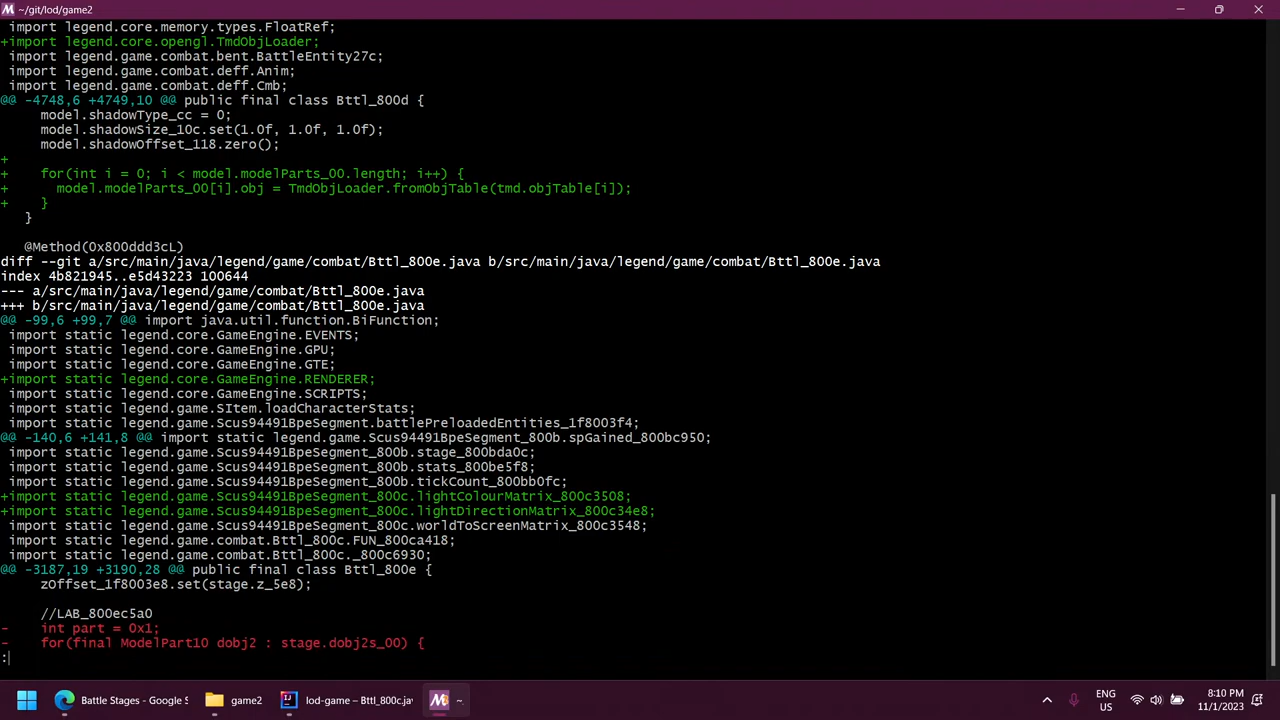 ~/git/lod/game2
 import legend.core.memory.types.FloatRef;
+import legend.core.opengl.TmdObjLoader;
 import legend.game.combat.bent.BattleEntity27c;
 import legend.game.combat.deff.Anim;
 import legend.game.combat.deff.Cmb;
@@ -4748,6 +4749,10 @@ public final class Bttl_800d {
     model.shadowType_cc = 0;
     model.shadowSize_10c.set(1.0f, 1.0f, 1.0f);
     model.shadowOffset_118.zero();
+
+    for(int i = 0; i < model.modelParts_00.length; i++) {
+      model.modelParts_00[i].obj = TmdObjLoader.fromObjTable(tmd.objTable[i]);
+    }
   }
   @Method(0x800ddd3cL)
diff --git a/src/main/java/legend/game/combat/Bttl_800e.java b/src/main/java/legend/game/combat/Bttl_800e.java
index 4b821945..e5d43223 100644
--- a/src/main/java/legend/game/combat/Bttl_800e.java
+++ b/src/main/java/legend/game/combat/Bttl_800e.java
@@ -99,6 +99,7 @@ import java.util.function.BiFunction;
 import static legend.core.GameEngine.EVENTS;
 import static legend.core.GameEngine.GPU;
 import static legend.core.GameEngine.GTE;
+import static legend.core.GameEngine.RENDERER;
 import static legend.core.GameEngine.SCRIPTS;
 import static legend.game.SItem.loadCharacterStats;
 import static legend.game.Scus94491BpeSegment.battlePreloadedEntities_1f8003f4;
@@ -140,6 +141,8 @@ import static legend.game.Scus94491BpeSegment_800b.spGained_800bc950;
 import static legend.game.Scus94491BpeSegment_800b.stage_800bda0c;
 import static legend.game.Scus94491BpeSegment_800b.stats_800be5f8;
 import static legend.game.Scus94491BpeSegment_800b.tickCount_800bb0fc;
+import static legend.game.Scus94491BpeSegment_800c.lightColourMatrix_800c3508;
+import static legend.game.Scus94491BpeSegment_800c.lightDirectionMatrix_800c34e8;
 import static legend.game.Scus94491BpeSegment_800c.worldToScreenMatrix_800c3548;
 import static legend.game.combat.Bttl_800c.FUN_800ca418;
 import static legend.game.combat.Bttl_800c._800c6930;
@@ -3187,19 +3190,28 @@ public final class Bttl_800e {
     zOffset_1f8003e8.set(stage.z_5e8);
     //LAB_800ec5a0
-    int part = 0x1;
-    for(final ModelPart10 dobj2 : stage.dobj2s_00) {
:
Battle Stages - Google S
game2
lod-game – Bttl_800c.jav
~.
ENG
US
8:10 PM
11/1/2023